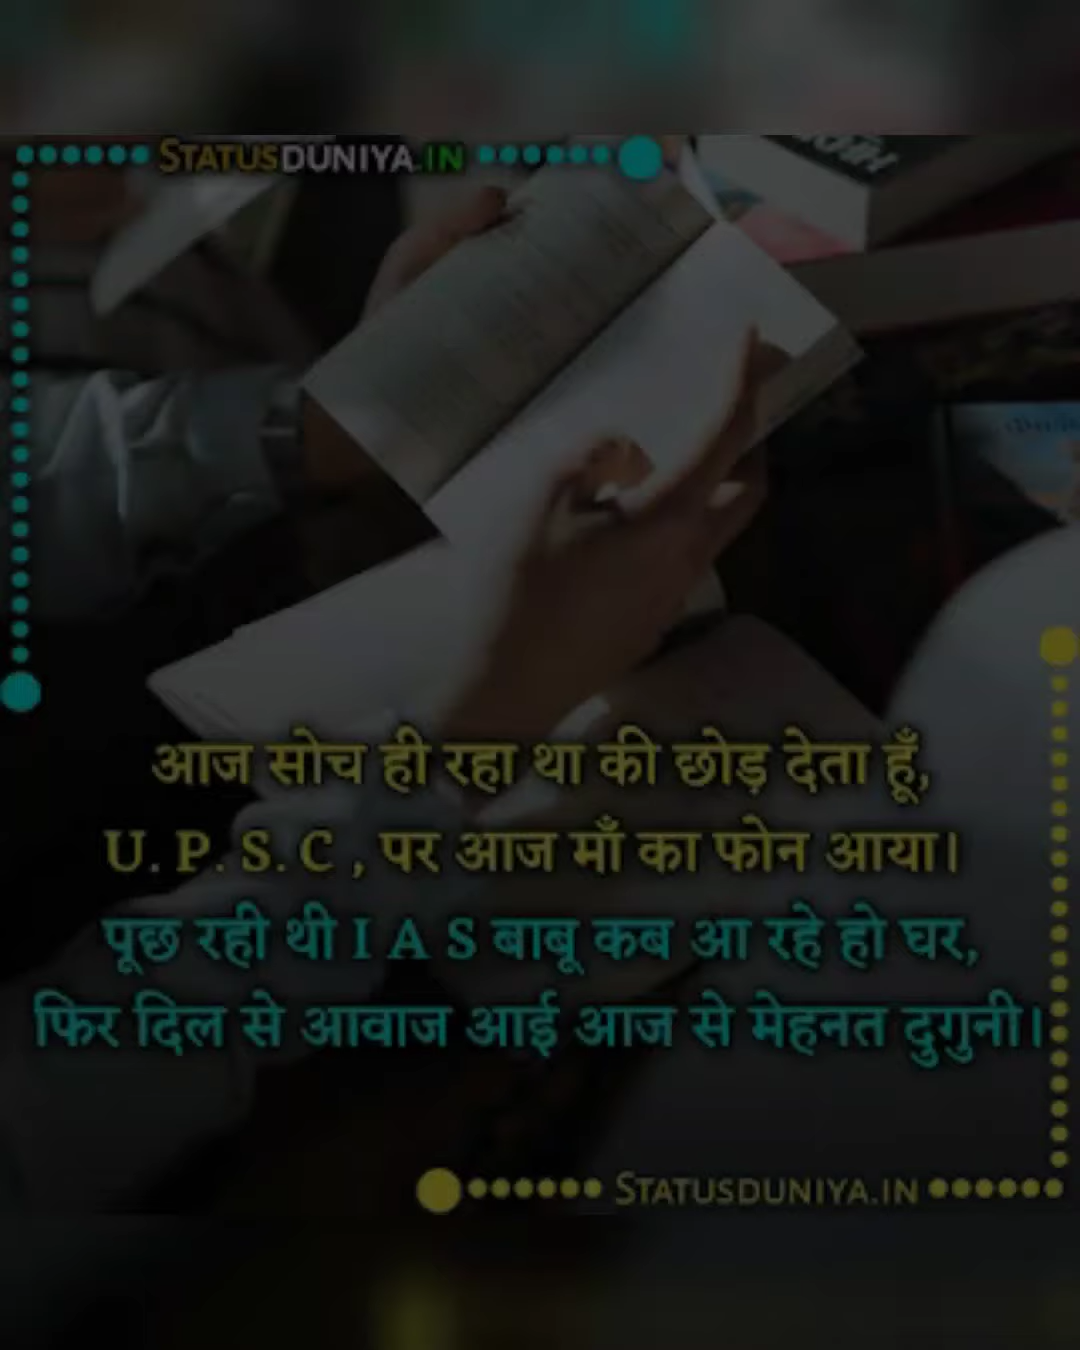 STATUSDUNIYA.IN
आज सोच ही रहा था की छोड़ देता हूँ,
U. P. S. C , पर आज माँ का फोन आया।
पूछ रही थी I A S बाबू कब आ रहे हो घर,
फिर दिल से आवाज आई आज से मेहनत दुगुनी।
STATUSDUNIYA.IN